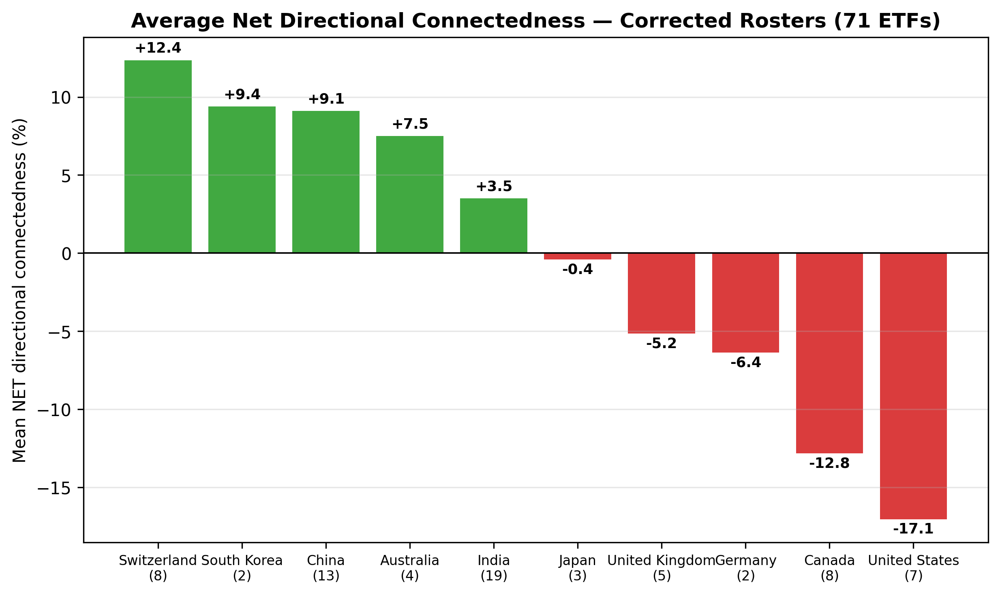 Average Net Directional Connectedness — Corrected Rosters (71 ETFs)
Mean NET directional connectedness (%)
10
5
0
−5
−10
−15
+12.4
+9.4
+9.1
+7.5
+3.5
-0.4
-5.2
-6.4
-12.8
-17.1
Switzerland
(8)
South Korea
(2)
China
(13)
Australia
(4)
India
(19)
Japan
(3)
United Kingdom
(5)
Germany
(2)
Canada
(8)
United States
(7)